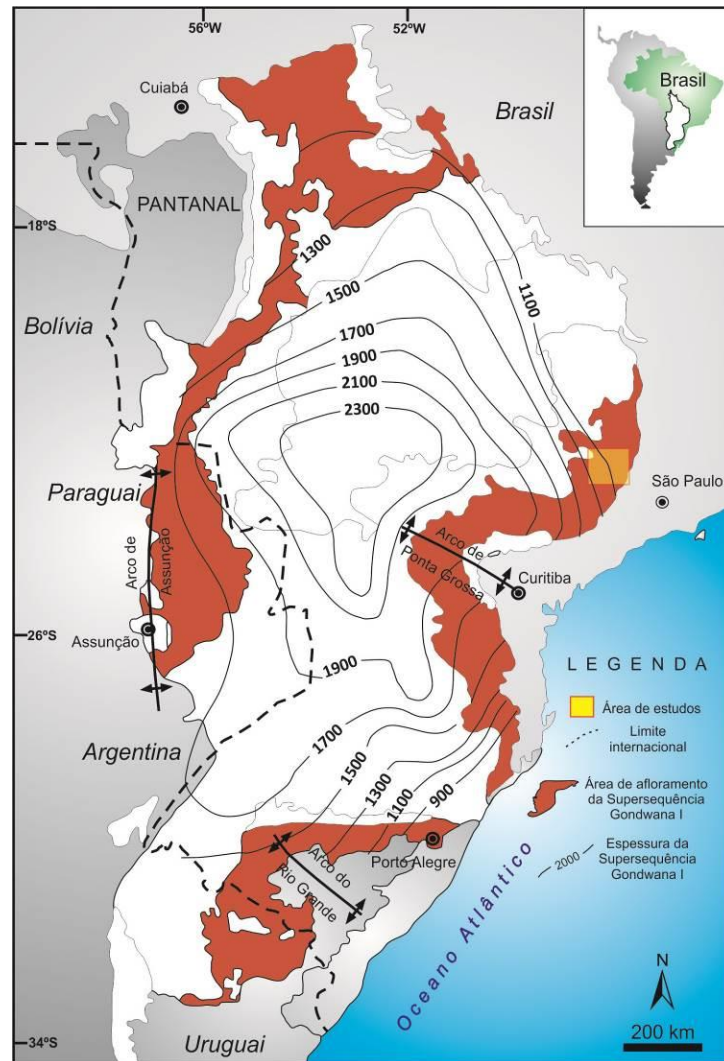 56ºW
52ºW
Cuiabá
Brasil
Brasil
PANTANAL
18ºS
1300
1500
1100
1700
1900
2100
2300
Bolívia
Paraguai
São Paulo
Arco de
Assunção
Arco de
Ponta Grossa
Curitiba
Assunção
26ºS
1900
LEGENDA
Área de estudos
Limite
internacional
Área de afloramento
da Supersequência
Gondwana I
2000
Espessura da
Supersequência
Gondwana I
Argentina
1700
1500
1300
1100
900
Porto Alegre
Arco do
Rio Grande
Oceano Atlântico
N
200 km
Uruguai
34ºS